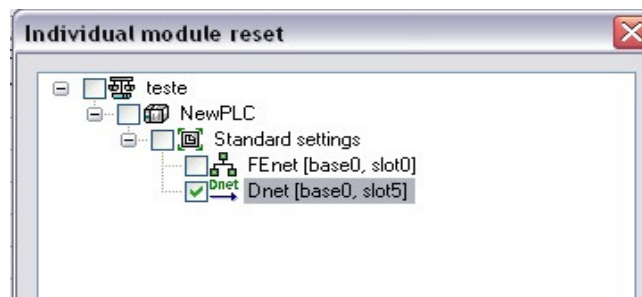 Individual module reset
teste
NewPLC
Standard settings
FEnet [base0, slot0]
Dnet Dnet [base0, slot5]